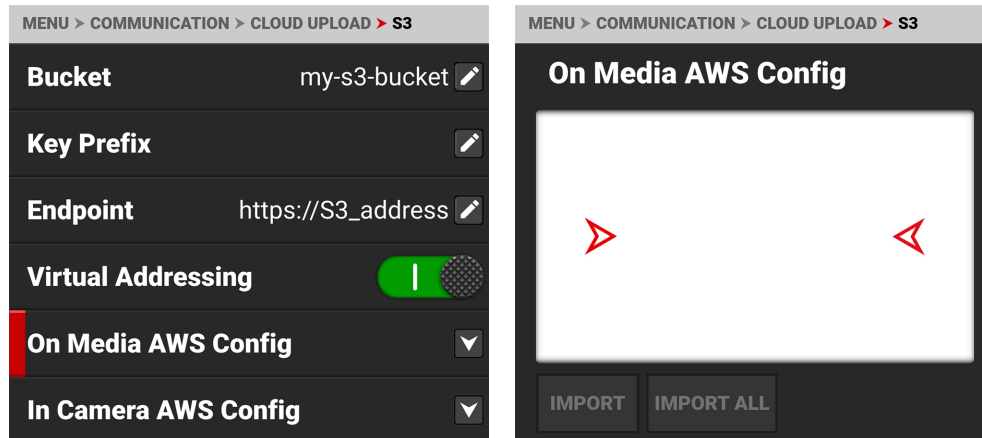 MENU > COMMUNICATION > CLOUD UPLOAD > S3
Bucket my-s3-bucket
Key Prefix
Endpoint https://S3_address
Virtual Addressing
On Media AWS Config
In Camera AWS Config
MENU > COMMUNICATION > CLOUD UPLOAD > S3
On Media AWS Config
IMPORT IMPORT ALL